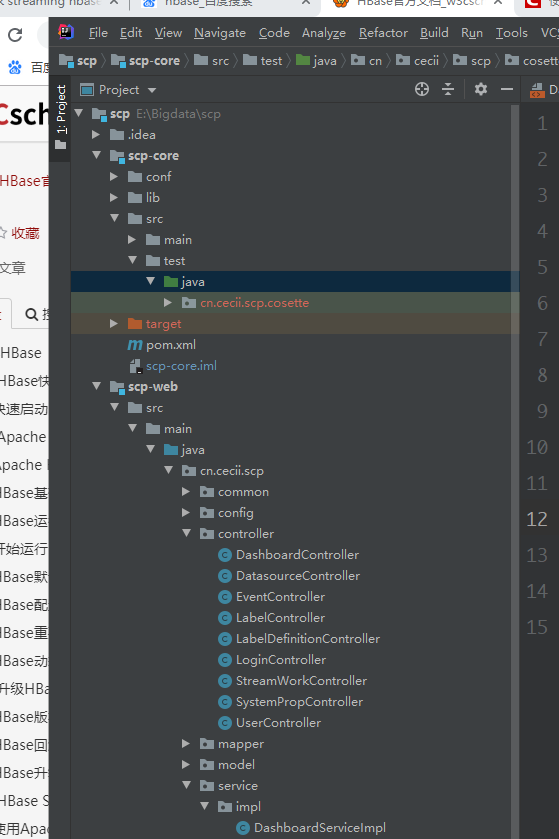 k streaming hbase
hbase_百度搜索
HBase官方文档_w3csch
File Edit View Navigate Code Analyze Refactor Build Run Tools VC
scp scp-core src test java cn cecii scp cosette
1: Project
Project
D
scp E:\Bigdata\scp
.idea
scp-core
conf
lib
src
main
test
java
cn.cecii.scp.cosette
target
pom.xml
scp-core.iml
scp-web
src
main
java
cn.cecii.scp
common
config
controller
DashboardController
DatasourceController
EventController
LabelController
LabelDefinitionController
LoginController
StreamWorkController
SystemPropController
UserController
mapper
model
service
impl
DashboardServiceImpl
1
2
3
4
5
6
7
8
9
10
11
12
13
14
15
百度
Csch
HBase官
收藏
文章
HBase
HBase快
快速启动
Apache
Apache
HBase基
HBase运
开始运行
HBase默
HBase配
HBase重
HBase动
升级HBa
HBase版
HBase回
HBase升
HBase S
使用Apac